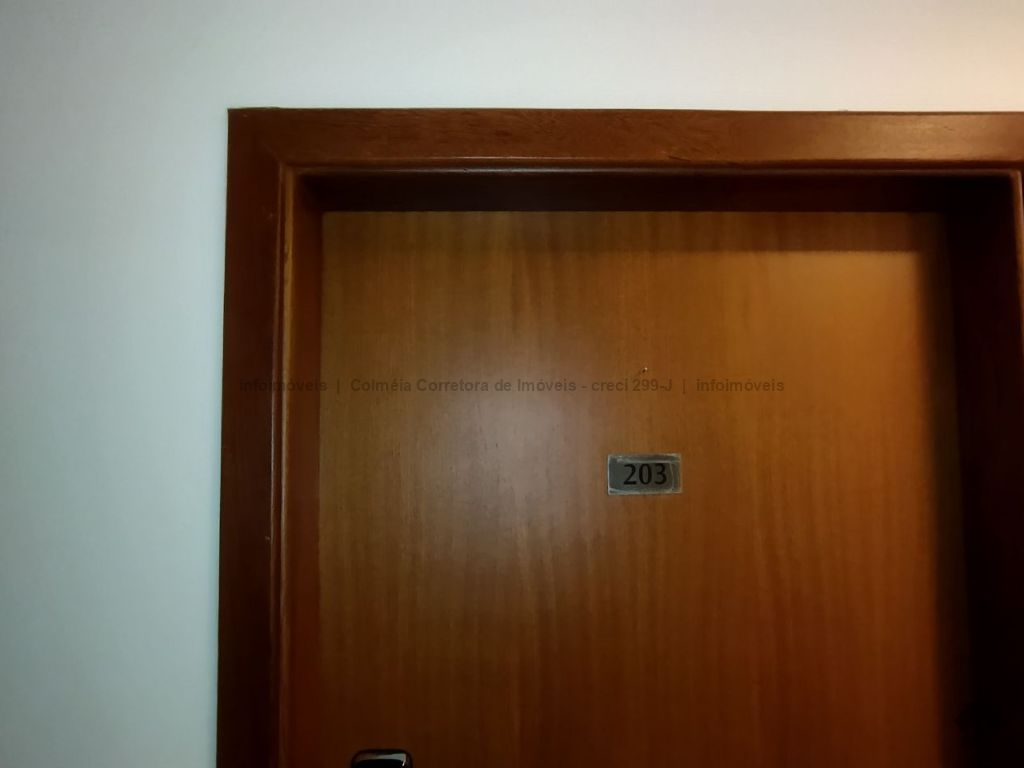 infoimóveis | Colméia Corretora de Imóveis - creci 299-J | infoimóveis
203